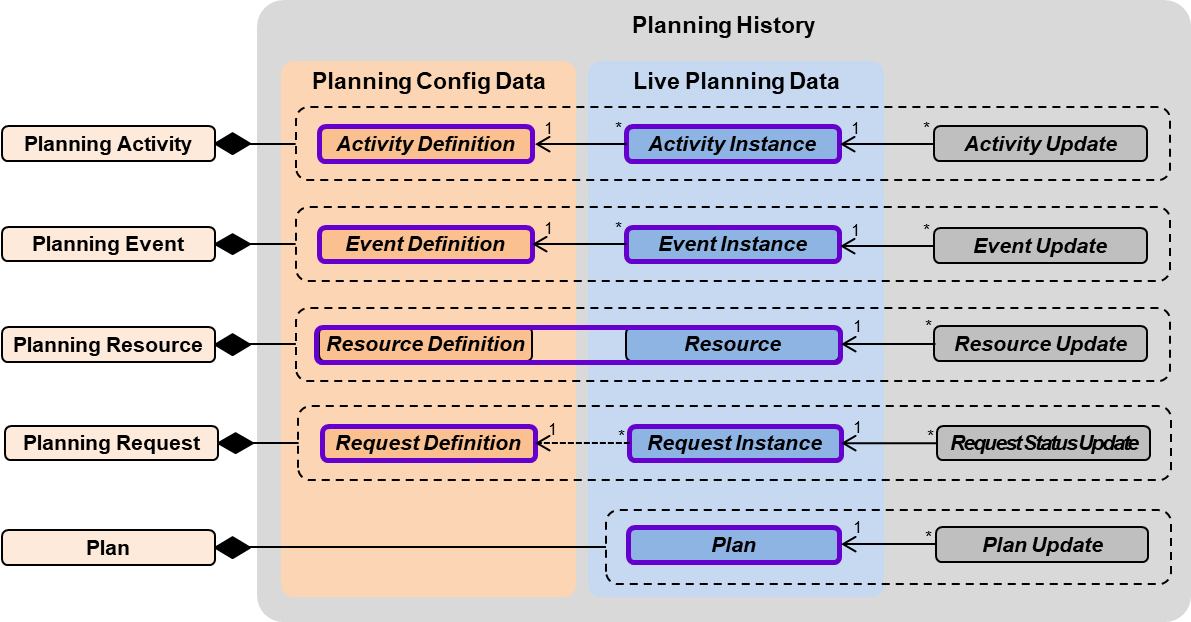 Planning History
Planning Config Data
Live Planning Data
Planning Activity
Activity Definition
1
*
Activity Instance
1
*
Activity Update
Planning Event
Event Definition
1
*
Event Instance
1
*
Event Update
Planning Resource
Resource Definition
Resource
1
*
Resource Update
Planning Request
Request Definition
1
*
Request Instance
1
*
Request Status Update
Plan
Plan
1
*
Plan Update